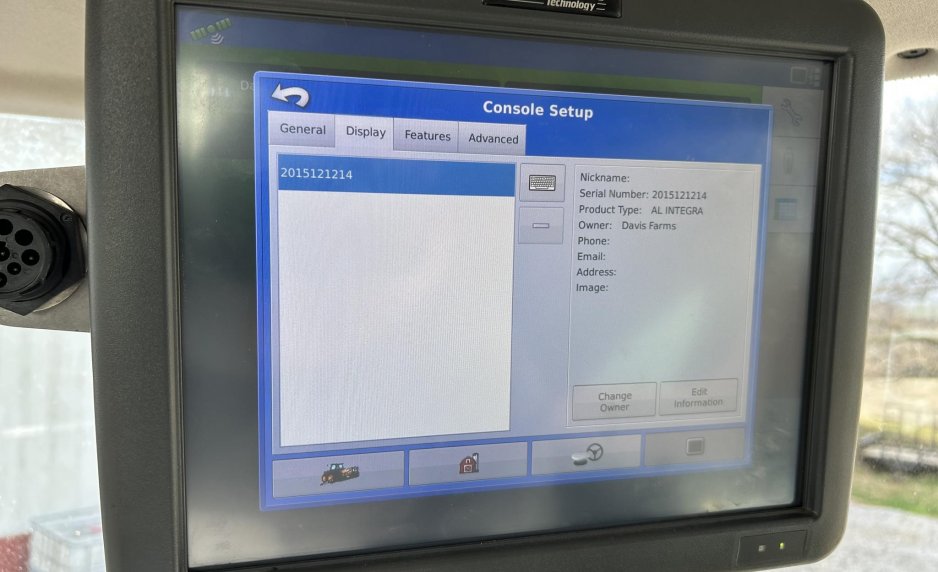 Technology
Da
Console Setup
General Display Features Advanced
2015121214
Nickname:
Serial Number: 2015121214
Product Type: AL INTEGRA
Owner: Davis Farms
Phone:
Email:
Address:
Image:
Change
Owner
Edit
Information